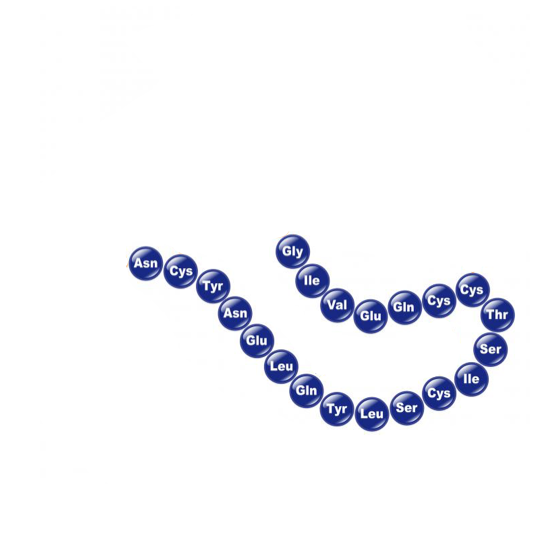 Gly
Ile
Val
Glu
Gln
Cys
Cys
Thr
Ser
Ile
Cys
Ser
Leu
Tyr
Gln
Leu
Glu
Asn
Tyr
Cys
Asn